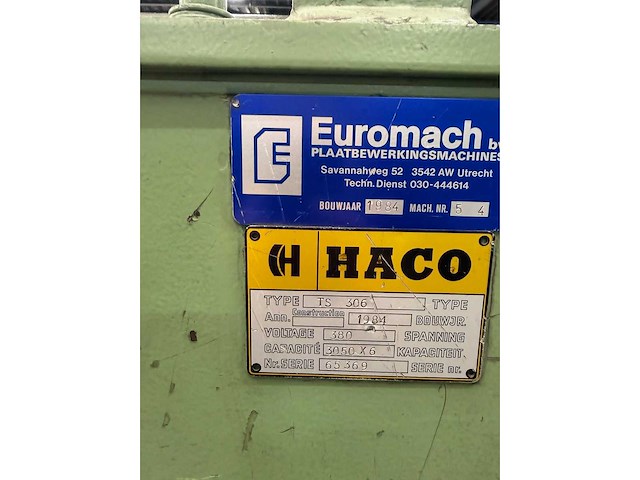 E Euromach bv
PLAATBEWERKINGSMACHINES
Savannahweg 52 3542 AW Utrecht
Techn. Dienst 030-444614
BOUWJAAR 1984 MACH. NR. 5 4
H HACO
TYPE TS 306 TYPE
Ann. Construction 1984 BOUWJR.
VOLTAGE 380 SPANNING
CAPACITÉ 3050 X 6 KAPACITEIT
Nr. SERIE 65369 SERIE nr.